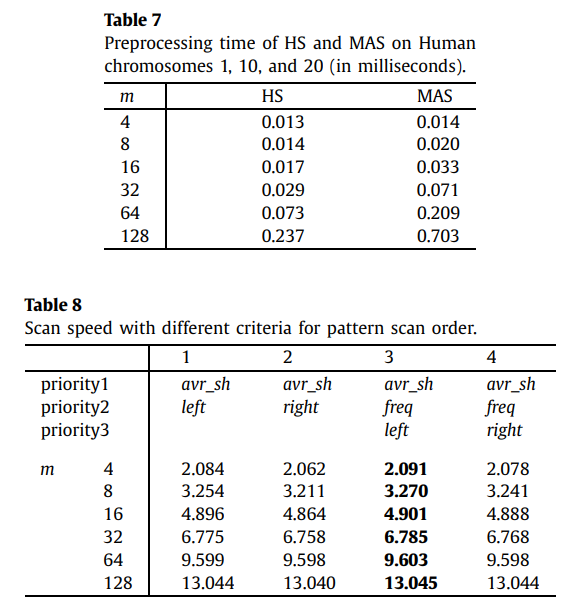 Table 7
Preprocessing time of HS and MAS on Human
chromosomes 1, 10, and 20 (in milliseconds).
m HS MAS
4 0.013 0.014
8 0.014 0.020
16 0.017 0.033
32 0.029 0.071
64 0.073 0.209
128 0.237 0.703
Table 8
Scan speed with different criteria for pattern scan order.
1 2 3 4
priority1 avr_sh avr_sh avr_sh avr_sh
priority2 left right freq freq
priority3 left right
m 4 2.084 2.062 2.091 2.078
8 3.254 3.211 3.270 3.241
16 4.896 4.864 4.901 4.888
32 6.775 6.758 6.785 6.768
64 9.599 9.598 9.603 9.598
128 13.044 13.040 13.045 13.044